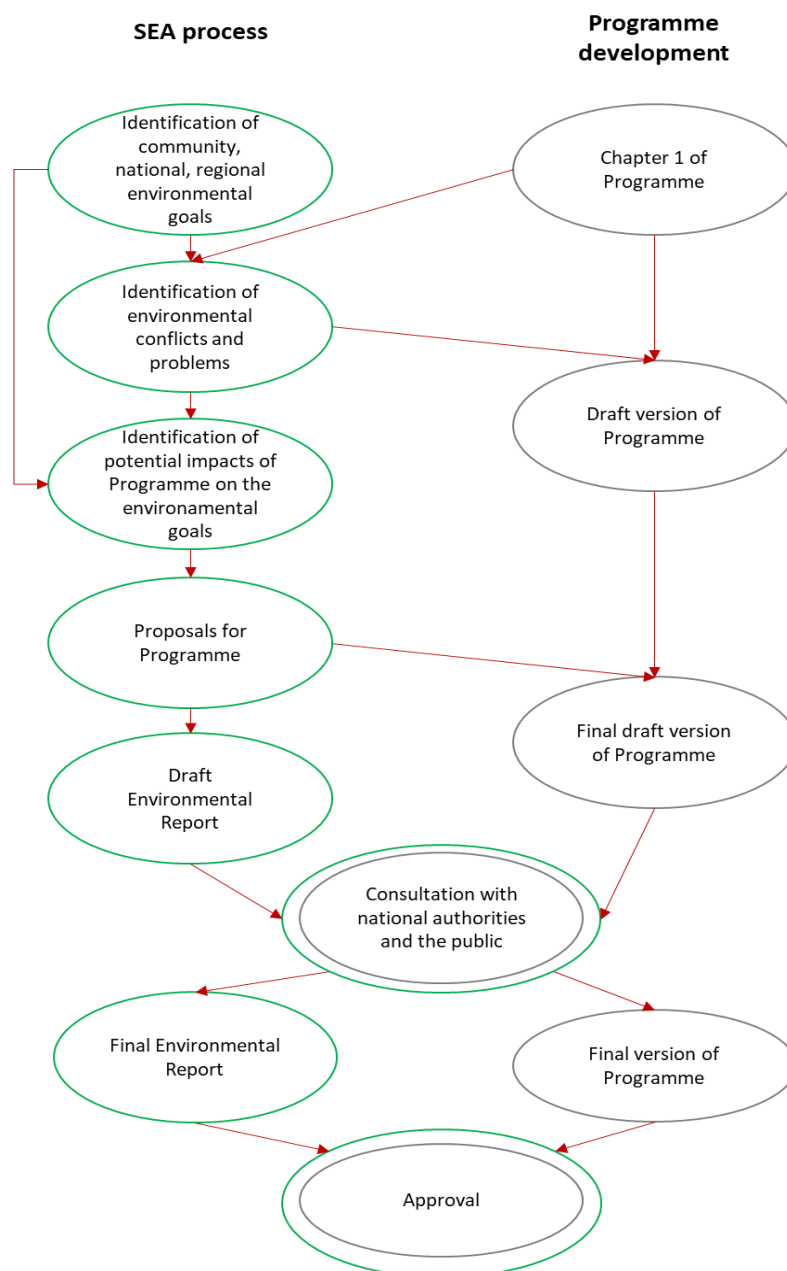 SEA process
Programme
development
Identification of
community,
national, regional
environmental
goals
Chapter 1 of
Programme
Identification of
environmental
conflicts and
problems
Draft version of
Programme
Identification of
potential impacts of
Programme on the
environamental
goals
Proposals for
Programme
Final draft version
of Programme
Draft
Environmental
Report
Consultation with
national authorities
and the public
Final Environmental
Report
Final version of
Programme
Approval